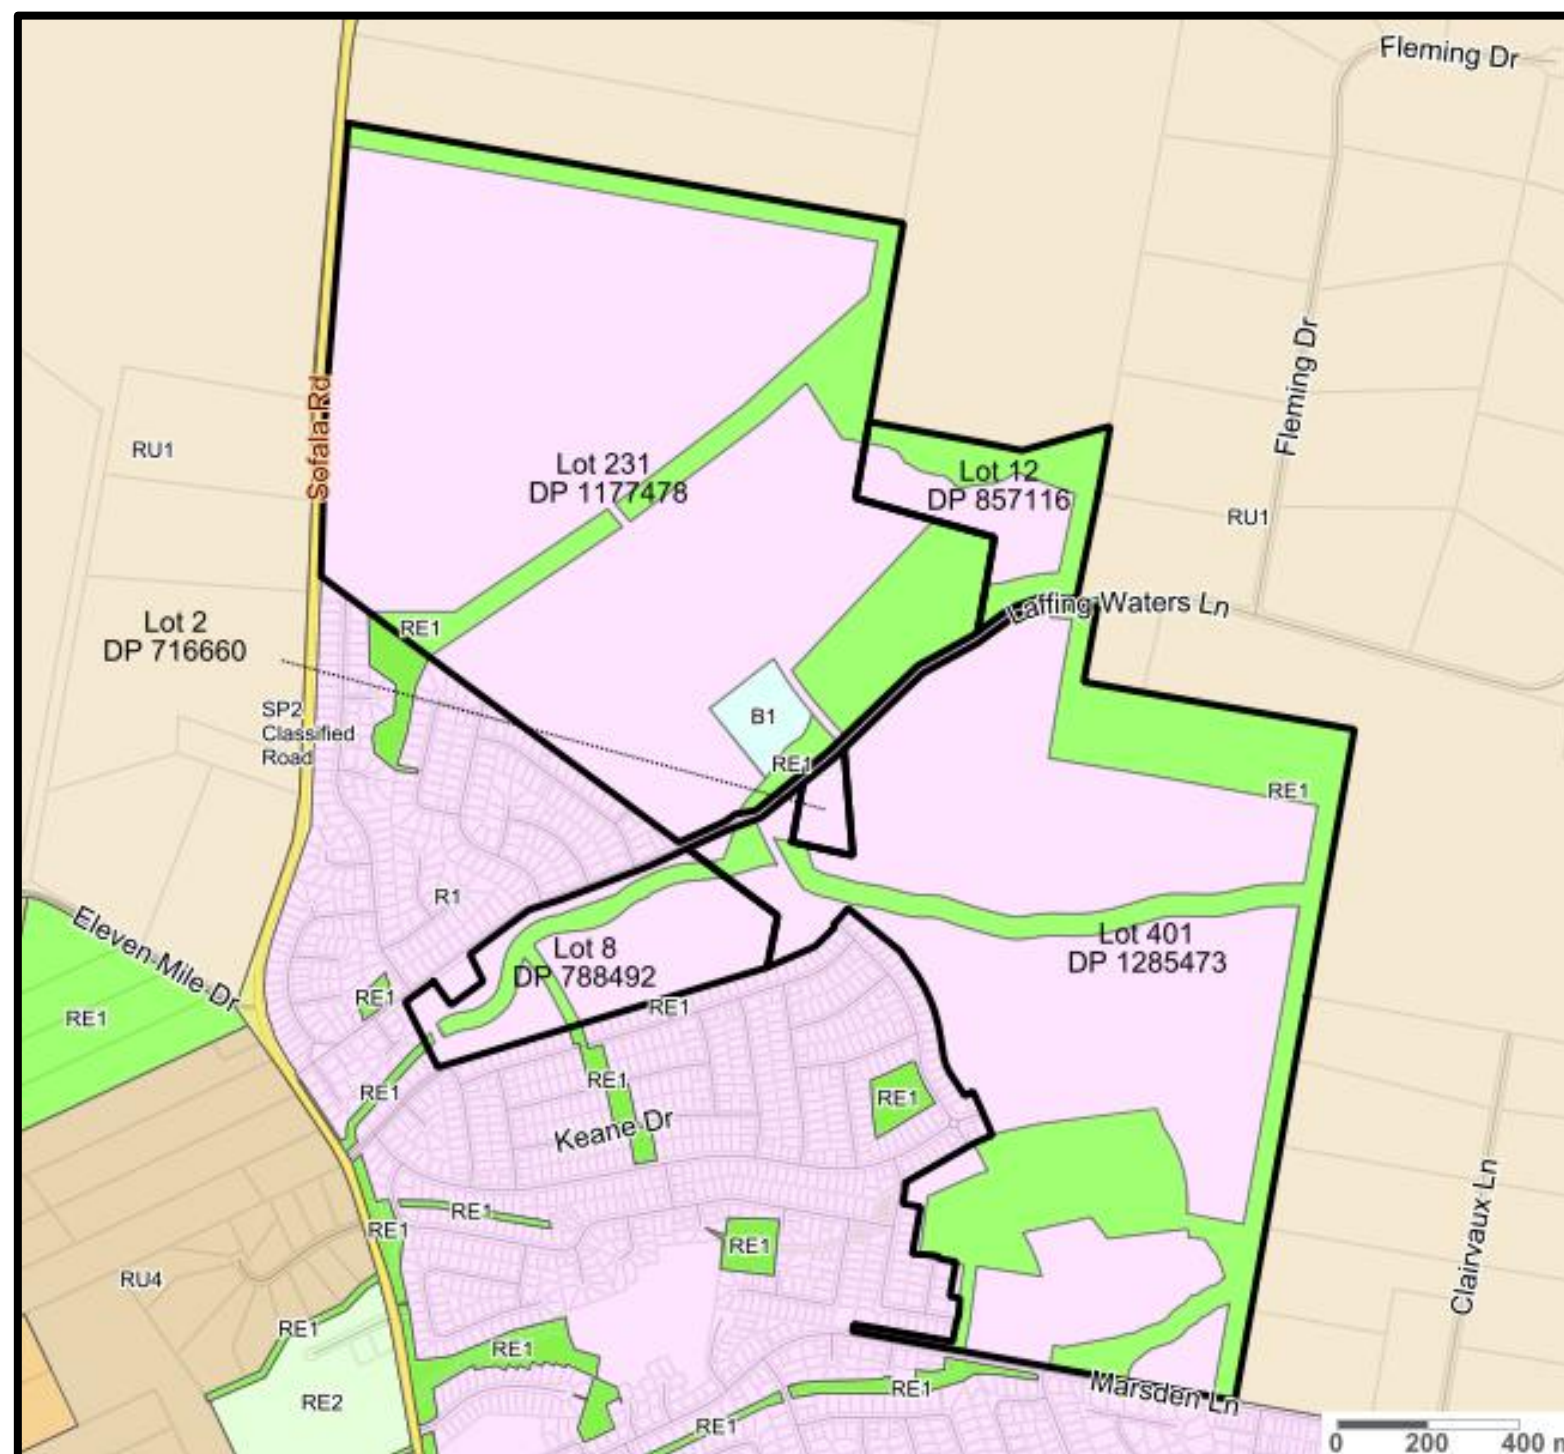 Fleming Dr
Fleming Dr
Sofala Rd
RU1
Lot 231
DP 1177478
Lot 12
DP 857116
RU1
Laffing Waters Ln
Lot 2
DP 716660
RE1
SP2
Classified
Road
B1
RE1
RE1
R1
Eleven Mile Dr
Lot 8
DP 788492
Lot 401
DP 1285473
RE1
RE1
RE1
RE1
RE1
RE1
Keane Dr
RE1
RE1
RE1
RU4
Clairvaux Ln
RE1
RE1
RE2
RE1
Marsden Ln
RE1
0 200 400 m